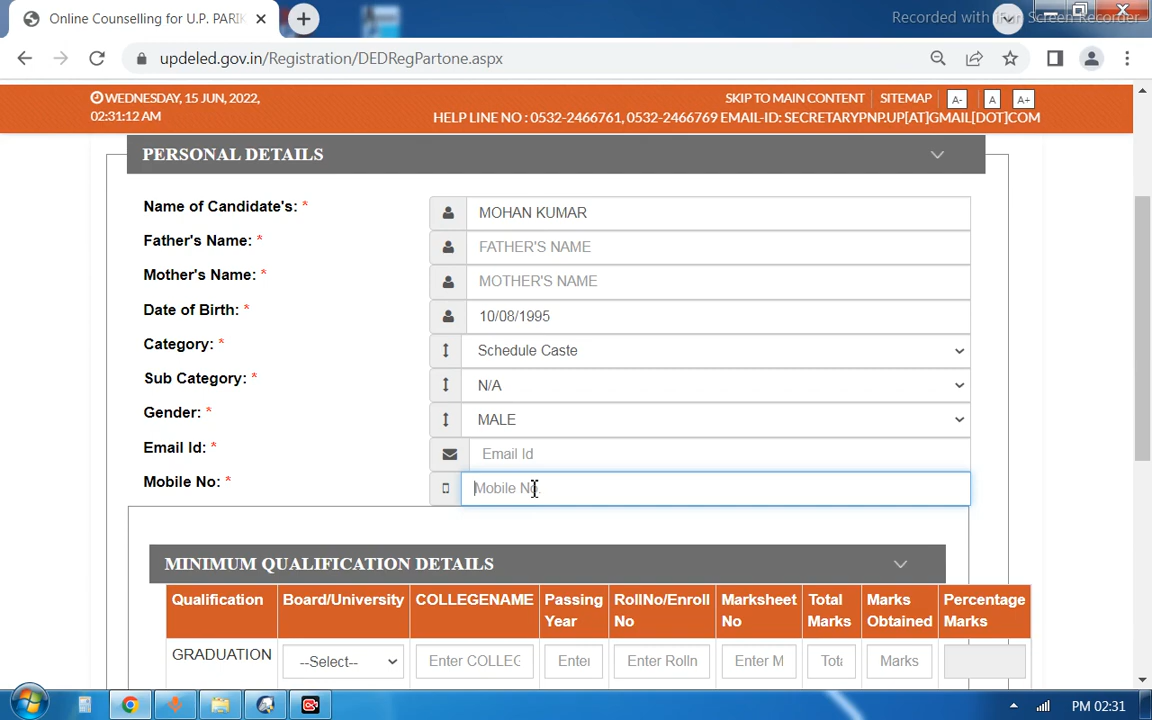 Online Counselling for U.P. PARIK
Recorded with iFun Screen Recorder
updeled.gov.in/Registration/DEDRegPartone.aspx
WEDNESDAY, 15 JUN, 2022,
02:31:12 AM
SKIP TO MAIN CONTENT SITEMAP A- A A+
HELP LINE NO : 0532-2466761, 0532-2466769 EMAIL-ID: SECRETARYPNP.UP[AT]GMAIL[DOT]COM
PERSONAL DETAILS
Name of Candidate's: * MOHAN KUMAR
Father's Name: * FATHER'S NAME
Mother's Name: * MOTHER'S NAME
Date of Birth: * 10/08/1995
Category: * Schedule Caste
Sub Category: * N/A
Gender: * MALE
Email Id: * Email Id
Mobile No: * Mobile No.
MINIMUM QUALIFICATION DETAILS
Qualification Board/University COLLEGENAME Passing Year RollNo/Enroll No Marksheet No Total Marks Marks Obtained Percentage Marks
GRADUATION --Select-- Enter COLLEG Enter Enter Rolln Enter M Tota Marks
PM 02:31